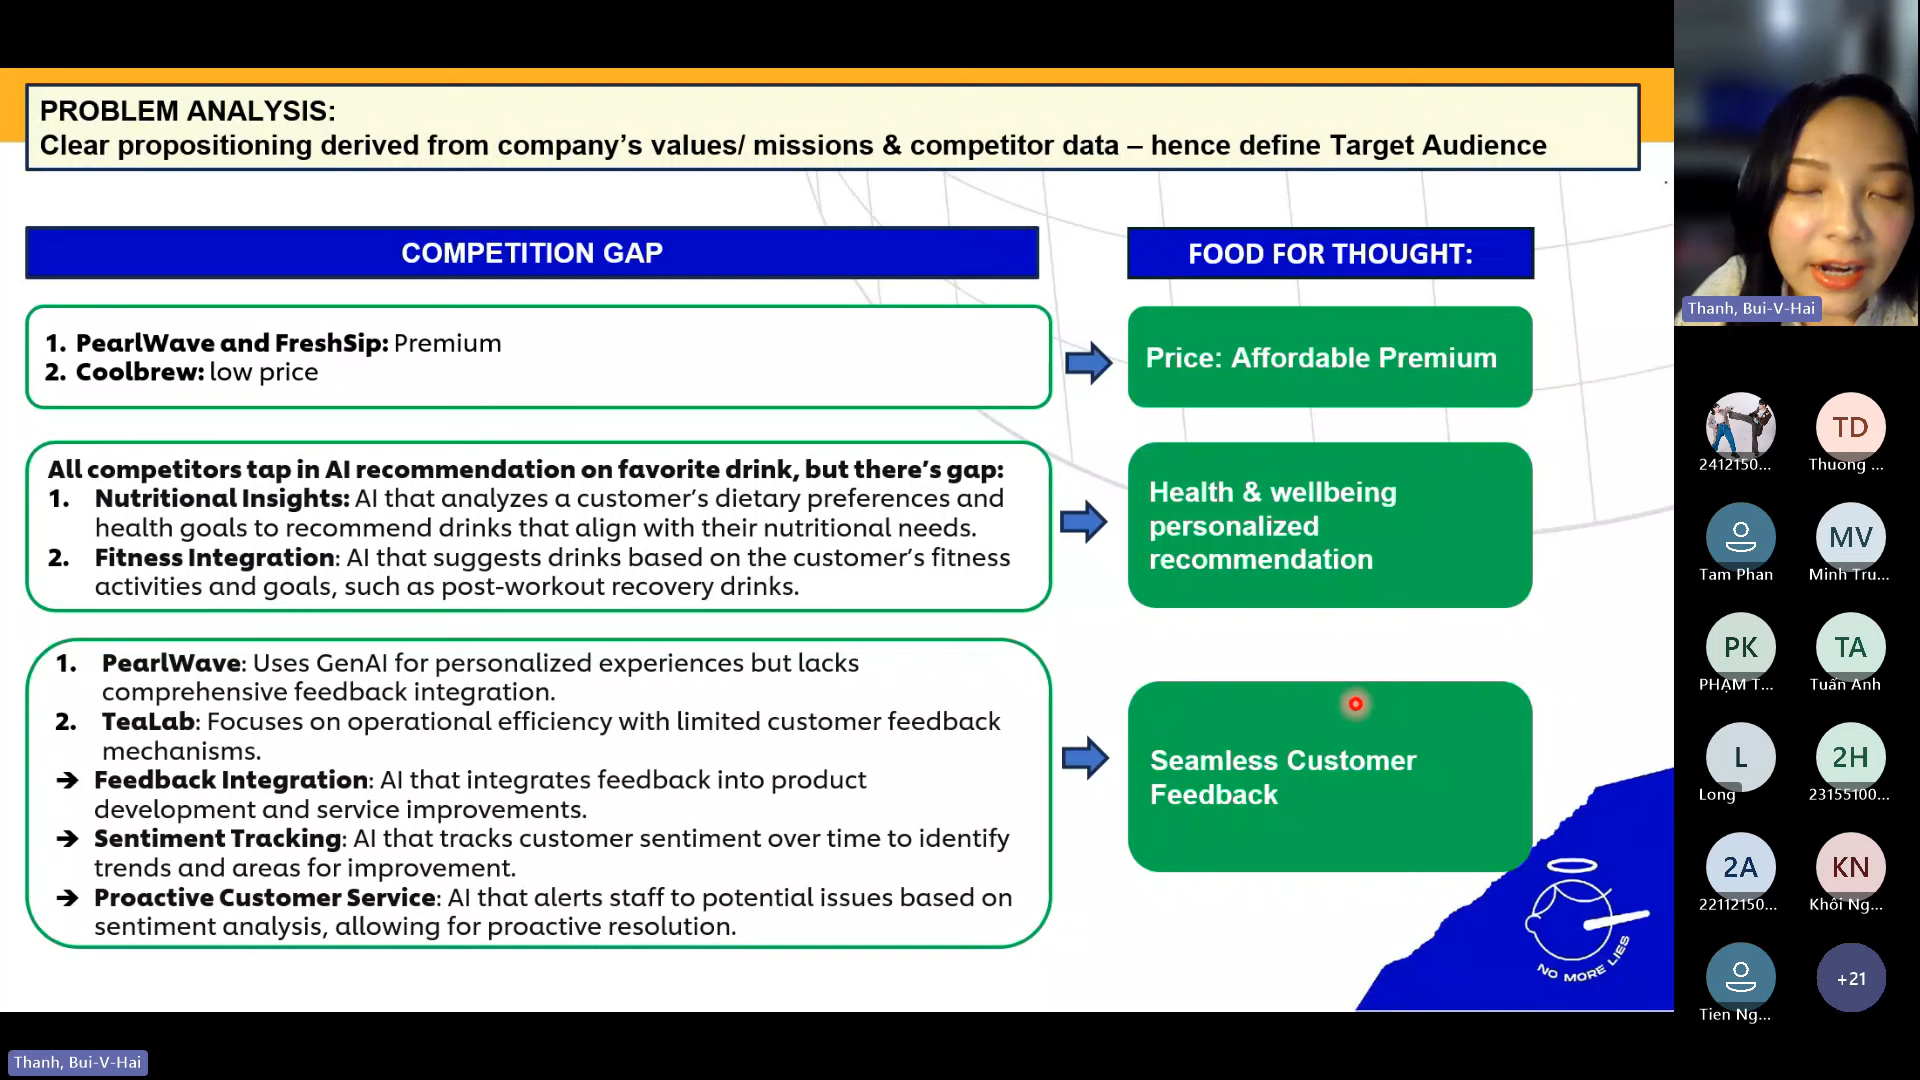 PROBLEM ANALYSIS:
Clear propositioning derived from company’s values/ missions & competitor data – hence define Target Audience
COMPETITION GAP
FOOD FOR THOUGHT:
1. PearlWave and FreshSip: Premium
2. Coolbrew: low price
Price: Affordable Premium
All competitors tap in AI recommendation on favorite drink, but there’s gap:
1. Nutritional Insights: AI that analyzes a customer’s dietary preferences and
health goals to recommend drinks that align with their nutritional needs.
2. Fitness Integration: AI that suggests drinks based on the customer’s fitness
activities and goals, such as post-workout recovery drinks.
Health & wellbeing
personalized
recommendation
1. PearlWave: Uses GenAI for personalized experiences but lacks
comprehensive feedback integration.
2. TeaLab: Focuses on operational efficiency with limited customer feedback
mechanisms.
➔ Feedback Integration: AI that integrates feedback into product
development and service improvements.
➔ Sentiment Tracking: AI that tracks customer sentiment over time to identify
trends and areas for improvement.
➔ Proactive Customer Service: AI that alerts staff to potential issues based on
sentiment analysis, allowing for proactive resolution.
Seamless Customer
Feedback
NO MORE LIES
Thanh, Bui-V-Hai
Thanh, Bui-V-Hai
2412150...
TD
Thuong ...
Tam Phan
MV
Minh Tru...
PK
PHẠM T...
TA
Tuấn Anh
L
Long
2H
23155100...
2A
22112150...
KN
Khôi Ng...
Tien Ng...
+21